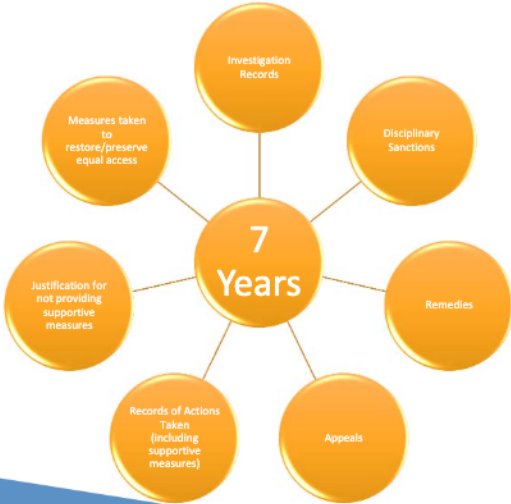 Investigation
Records
Disciplinary
Sanctions
Remedies
Appeals
Records of Actions
Taken
(including
supportive
measures)
Justification for
not providing
supportive
measures
Measures taken
to
restore/preserve
equal access
7
Years